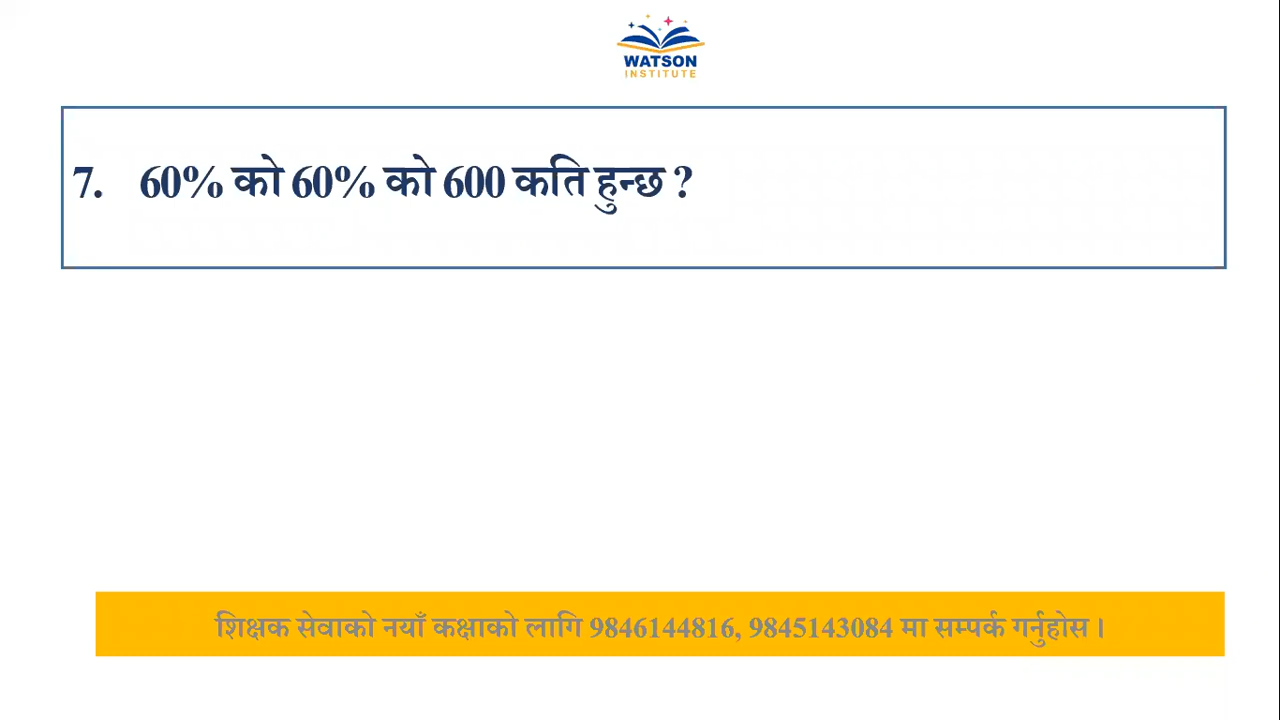 WATSON
INSTITUTE
7. 60% को 60% को 600 कति हुन्छ ?
शिक्षक सेवाको नयाँ कक्षाको लागि 9846144816, 9845143084 मा सम्पर्क गर्नुहोस ।